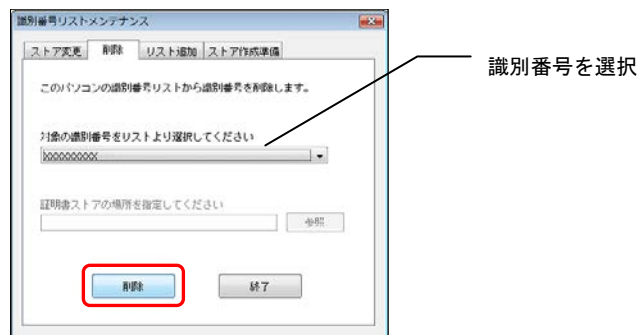 識別番号リストメンテナンス
ストア変更 削除 リスト追加 ストア作成準備
識別番号を選択
このパソコンの識別番号リストから識別番号を削除します。
対象の識別番号をリストより選択してください
XXXXXXXXX
証明書ストアの場所を指定してください
参照
削除 終了